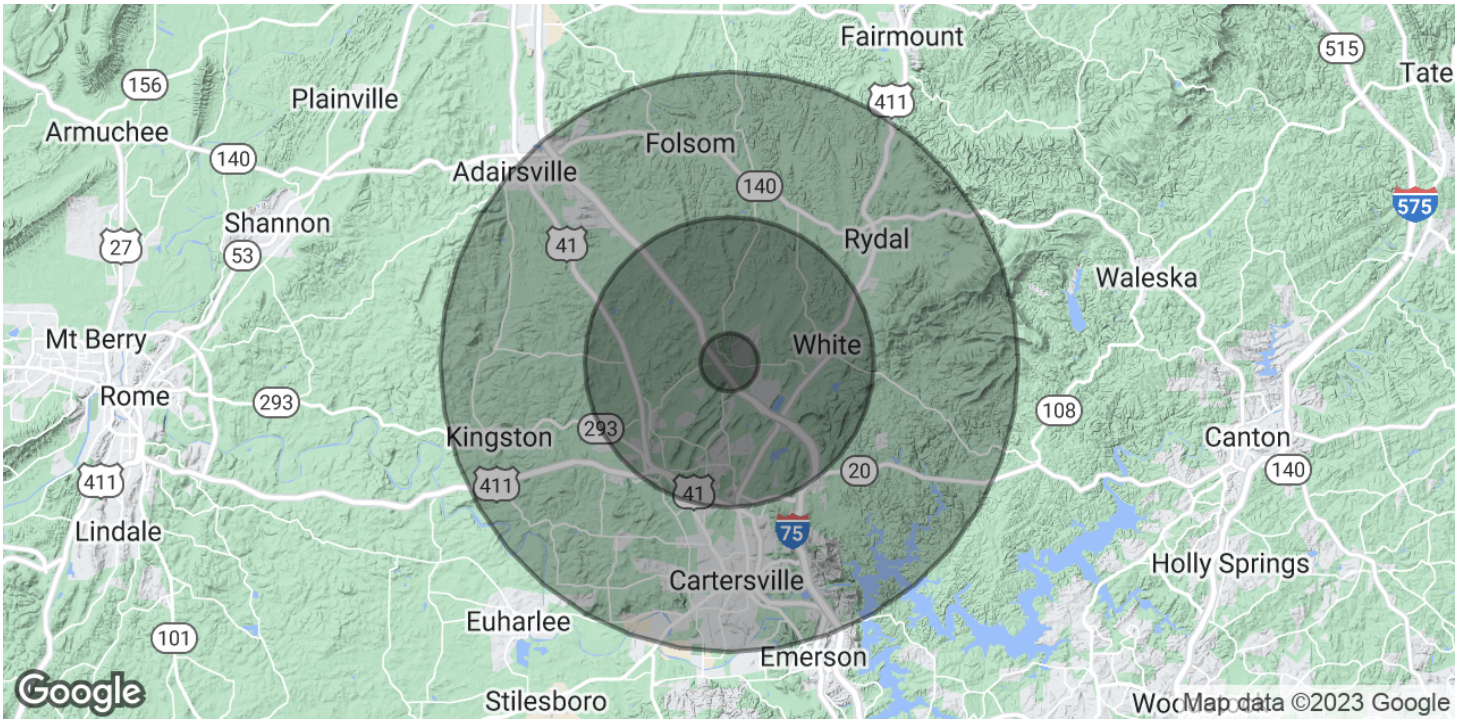 Fairmount
515
Tate
156
Plainville
411
Armuchee
140
Folsom
Adairsville
140
575
Shannon
27
53
41
Rydal
Waleska
Mt Berry
White
Rome
293
108
Kingston
293
Canton
411
411
41
20
140
Lindale
75
Holly Springs
Cartersville
Euharlee
101
Emerson
Google
Stilesboro
Map data ©2023 Google